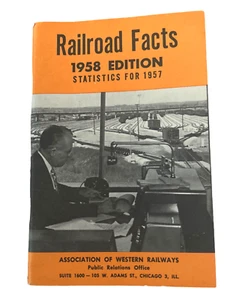 Railroad Facts
1958 EDITION
STATISTICS FOR 1957
ASSOCIATION OF WESTERN RAILWAYS
Public Relations Office
SUITE 1600 — 105 W. ADAMS ST., CHICAGO 3, ILL.